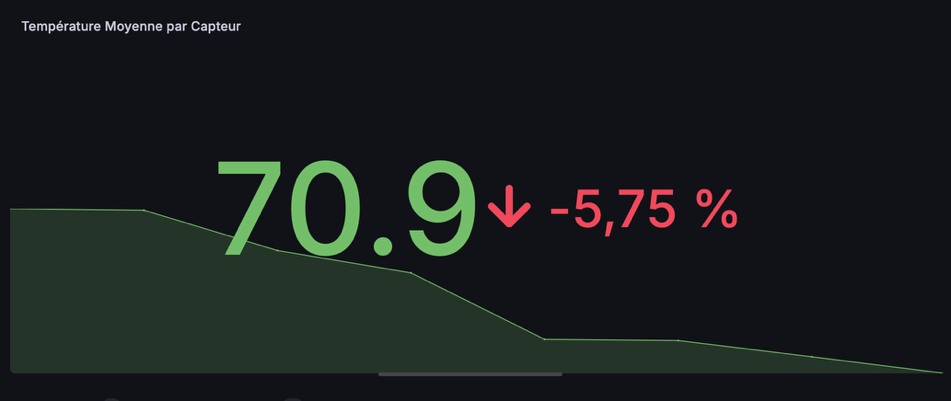 Température Moyenne par Capteur
70.9 ↓ -5,75 %